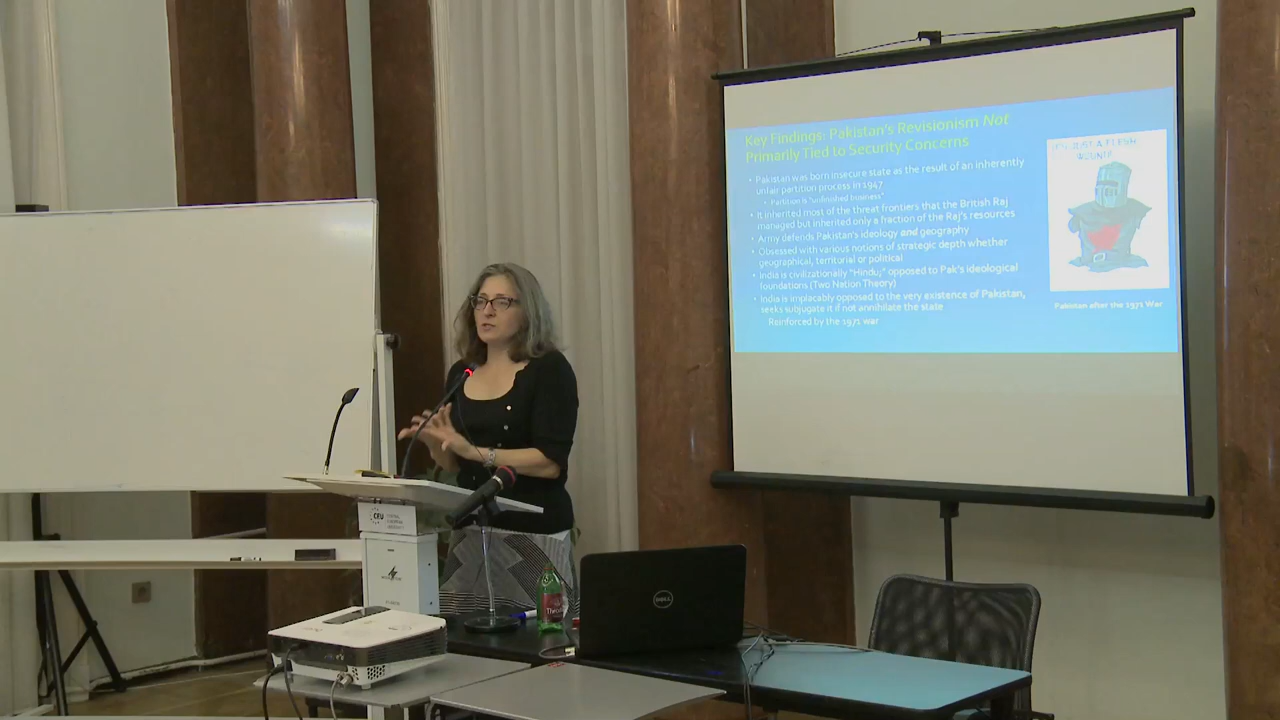 Key Findings: Pakistan's Revisionism Not
Primarily Tied to Security Concerns
• Pakistan was born insecure state as the result of an inherently
unfair partition process in 1947
• Partition is "unfinished business"
• It inherited most of the threat frontiers that the British Raj
managed but inherited only a fraction of the Raj's resources
• Army defends Pakistan's ideology and geography
• Obsessed with various notions of strategic depth whether
geographical, territorial or political
• India is civilizationally "Hindu;" opposed to Pak's ideological
foundations (Two Nation Theory)
• India is implacably opposed to the very existence of Pakistan,
seeks subjugate it if not annihilate the state
Reinforced by the 1971 war
IT'S JUST A FLESH
WOUND
Pakistan after the 1971 War
CEU
DELL